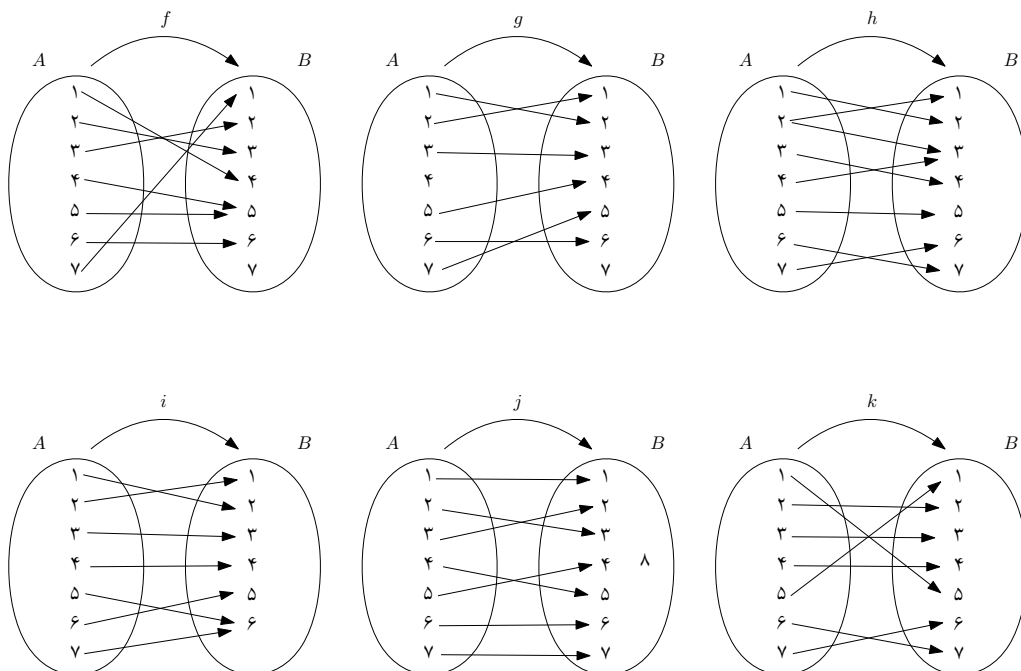 f g h
A B A B A B
۱ ۱ ۱ ۱ ۱ ۱
۲ ۲ ۲ ۲ ۲ ۲
۳ ۳ ۳ ۳ ۳ ۳
۴ ۴ ۴ ۴ ۴ ۴
۵ ۵ ۵ ۵ ۵ ۵
۶ ۶ ۶ ۶ ۶ ۶
۷ ۷ ۷ ۷ ۷ ۷
i j k
A B A B A B
۱ ۱ ۱ ۱ ۱ ۱
۲ ۲ ۲ ۲ ۲ ۲
۳ ۳ ۳ ۳ ۳ ۳
۴ ۴ ۴ ۴ ۸ ۴ ۴
۵ ۵ ۵ ۵ ۵ ۵
۶ ۶ ۶ ۶ ۶ ۶
۷ ۷ ۷ ۷ ۷